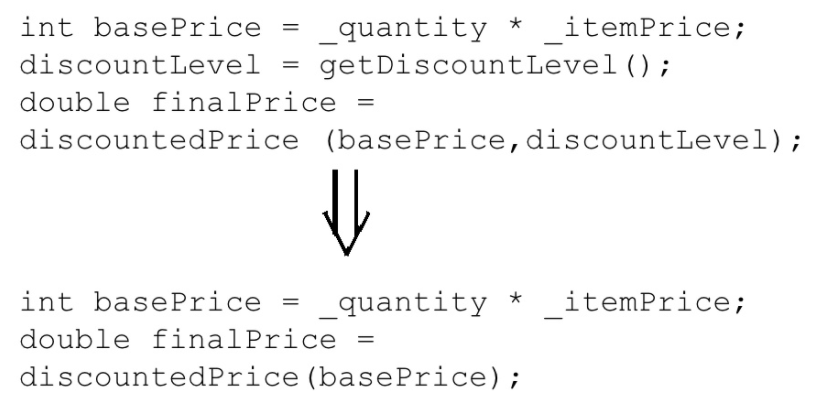 int basePrice = _quantity * _itemPrice;
discountLevel = getDiscountLevel();
double finalPrice =
discountedPrice (basePrice,discountLevel);
int basePrice = _quantity * _itemPrice;
double finalPrice =
discountedPrice(basePrice);